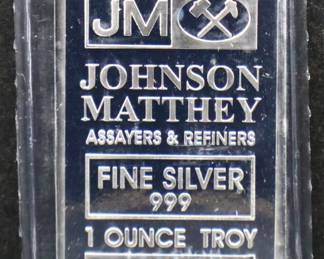 JM
JOHNSON
MATTHEY
ASSAYERS & REFINERS
FINE SILVER
999
1 OUNCE TROY